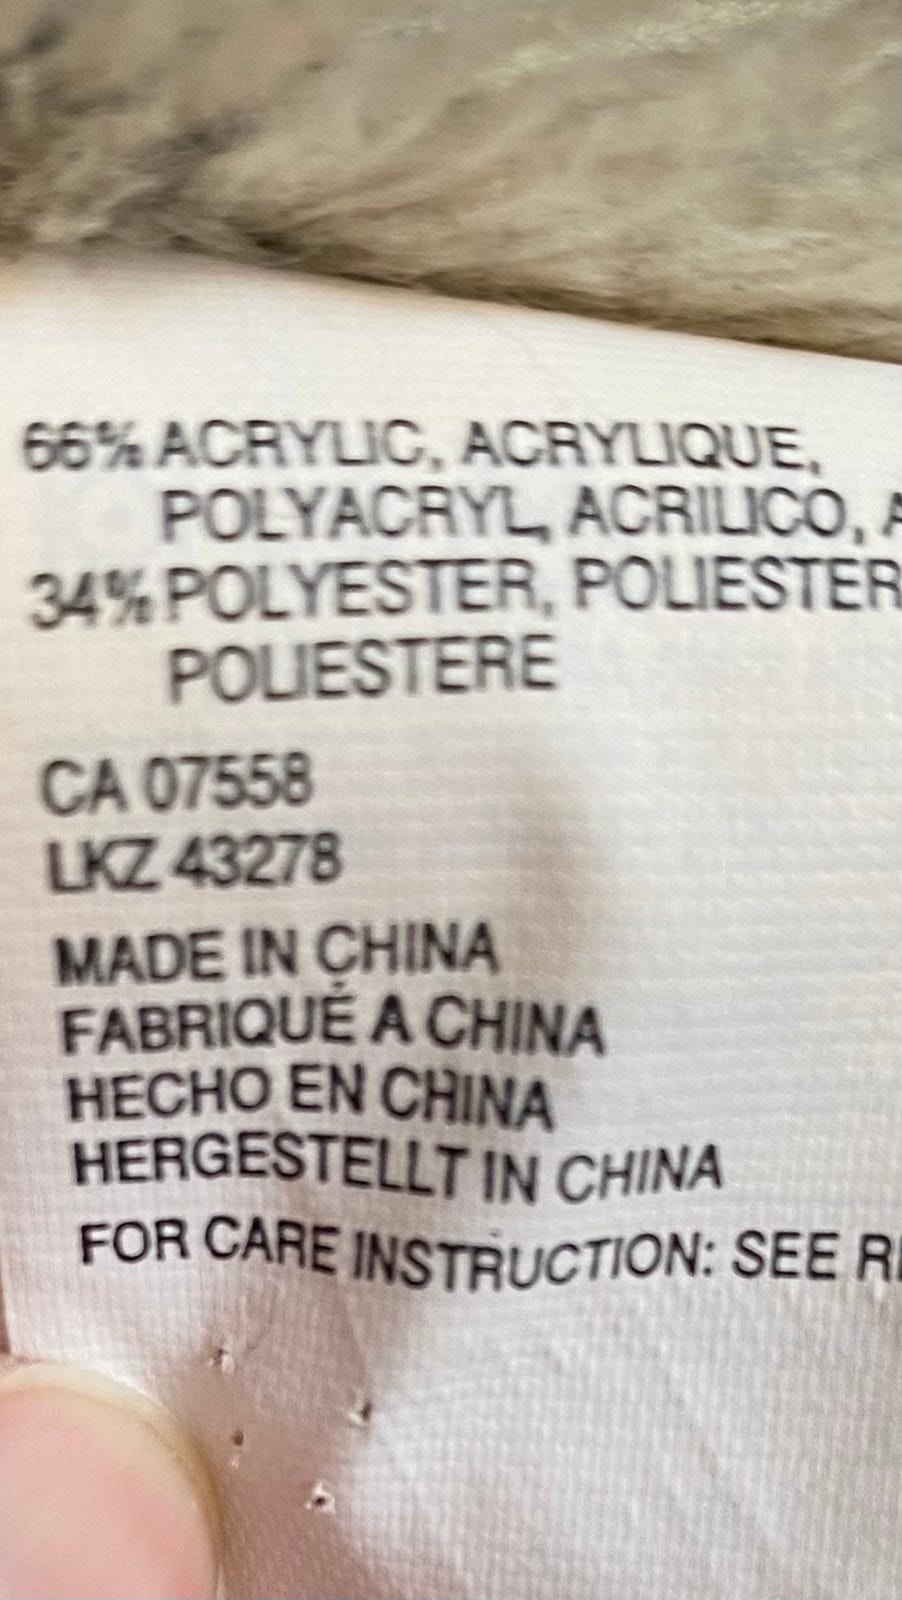 66% ACRYLIC, ACRYLIQUE,
POLYACRYL, ACRILICO, A
34% POLYESTER, POLIESTER
POLIESTERE
CA 07558
LKZ 43278
MADE IN CHINA
FABRIQUÉ A CHINA
HECHO EN CHINA
HERGESTELLT IN CHINA
FOR CARE INSTRUCTION: SEE